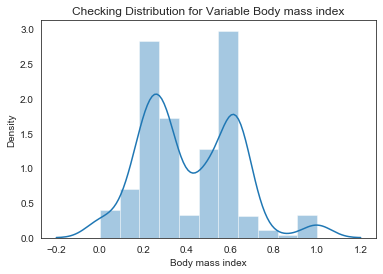 Checking Distribution for Variable Body mass index
3.0
2.5
2.0
1.5
1.0
0.5
0.0
Density
−0.2 0.0 0.2 0.4 0.6 0.8 1.0 1.2
Body mass index